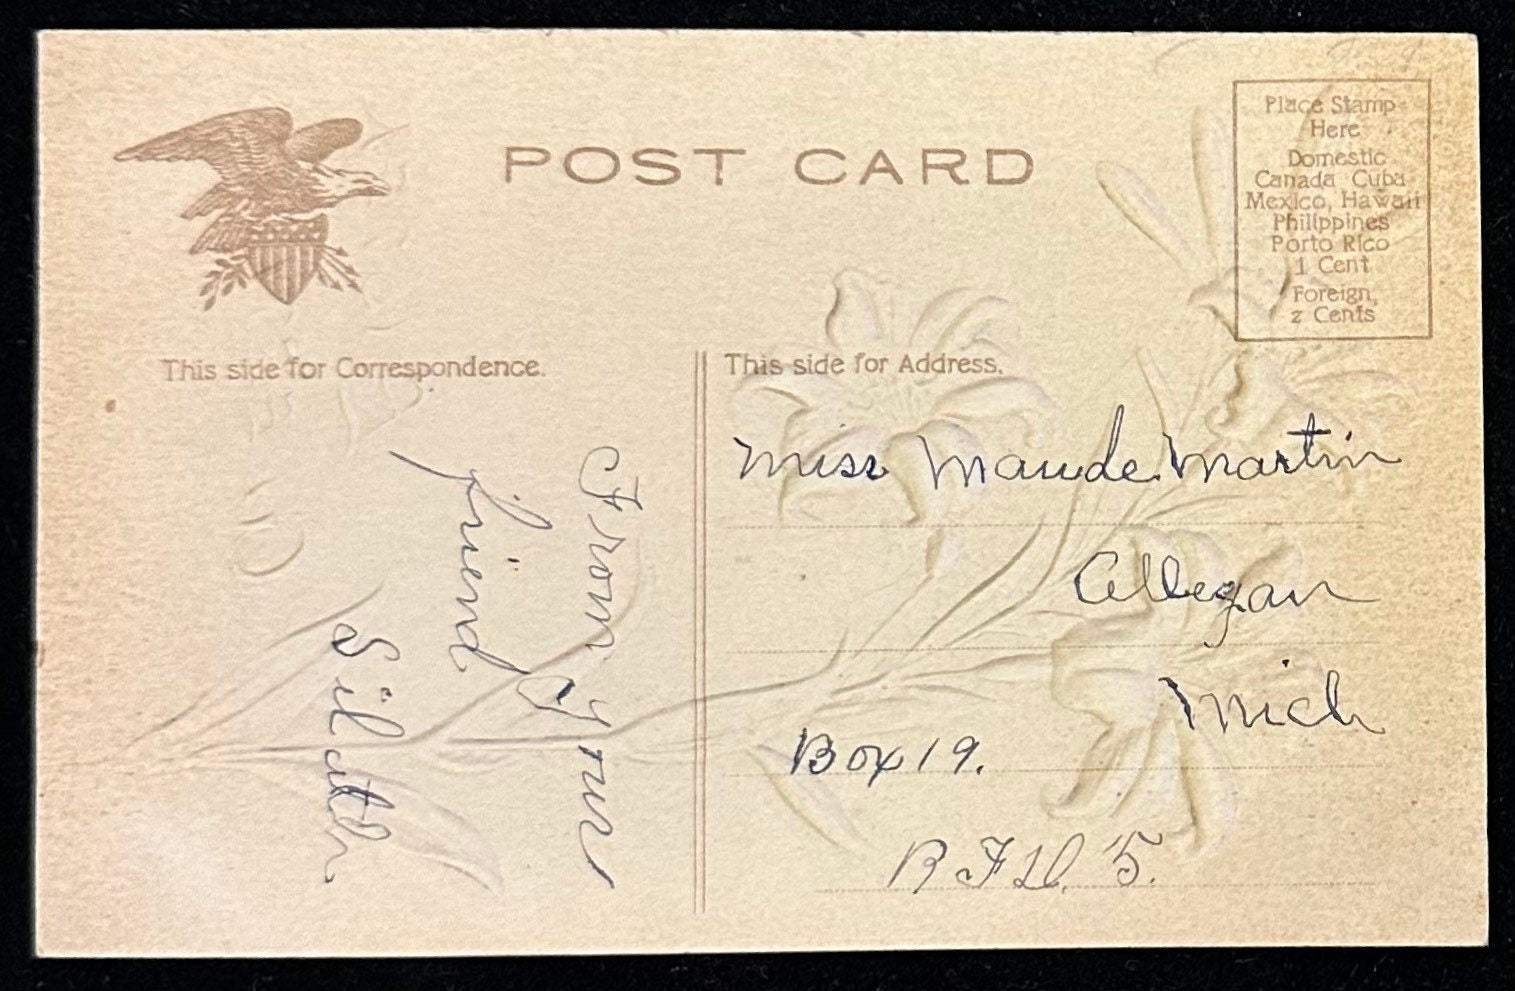 POST CARD
Place Stamp
Here
Domestic
Canada Cuba
Mexico, Hawaii
Philippines
Porto Rico
1 Cent
Foreign,
2 Cents
This side for Correspondence.
From your
friend
This side for Address.
Miss Maude Martin
Allegan
Mich
Box 19.
R F D. 5.